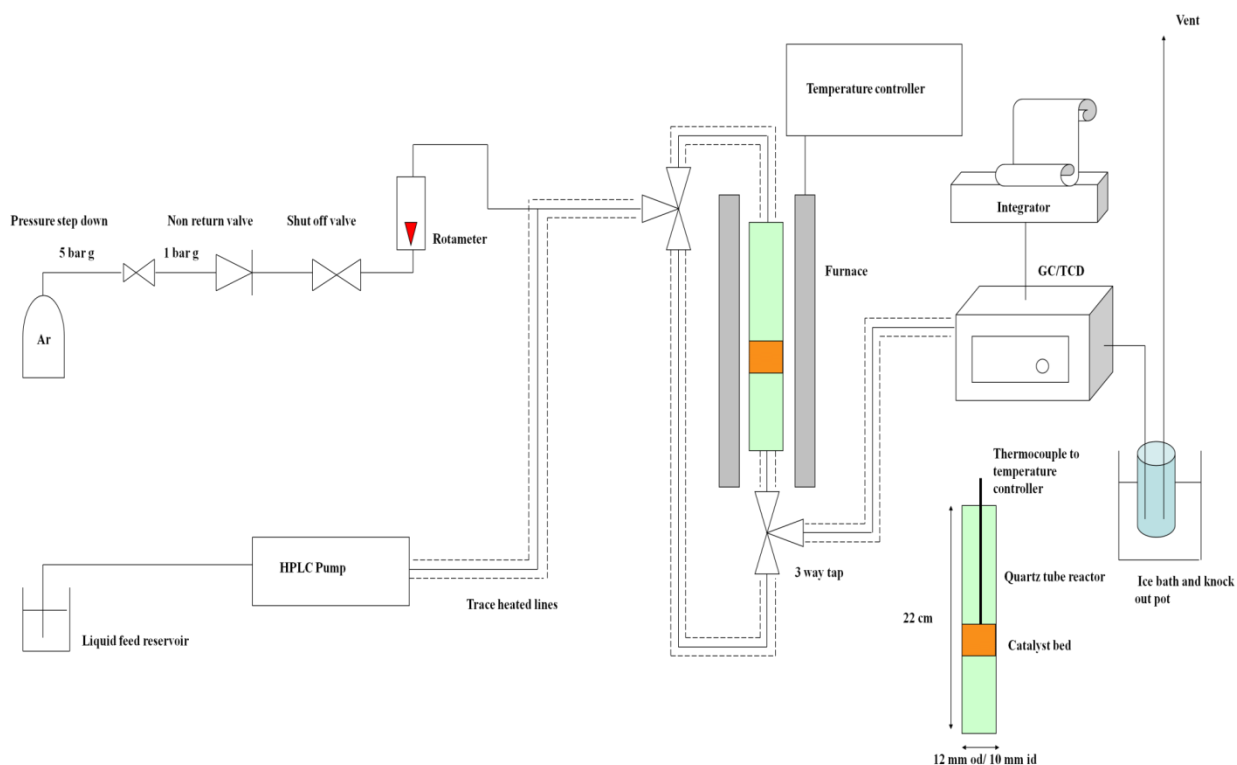 Vent
Temperature controller
Integrator
Pressure step down
Non return valve
Shut off valve
5 bar g
1 bar g
Rotameter
Furnace
GC/TCD
Ar
Thermocouple to
temperature
controller
HPLC Pump
3 way tap
Quartz tube reactor
Ice bath and knock
out pot
Trace heated lines
22 cm
Liquid feed reservoir
Catalyst bed
12 mm od/ 10 mm id